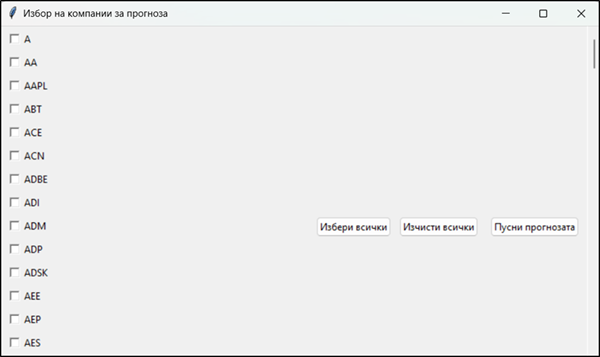 Избор на компании за прогноза
A
AA
AAPL
ABT
ACE
ACN
ADBE
ADI
ADM
Избери всички Изчисти всички Пусни прогнозата
ADP
ADSK
AEE
AEP
AES